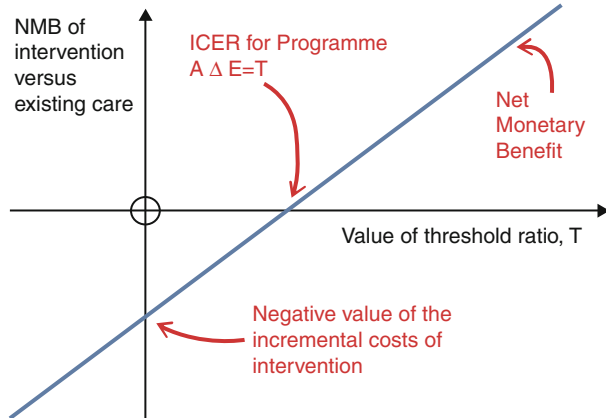 NMB of
intervention
versus
existing care
ICER for Programme
A Δ E=T
Net
Monetary
Benefit
Value of threshold ratio, T
Negative value of the
incremental costs of
intervention